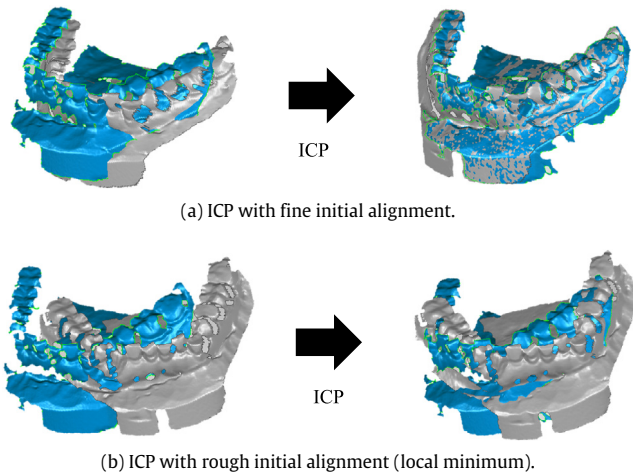 ICP
(a) ICP with fine initial alignment.
ICP
(b) ICP with rough initial alignment (local minimum).